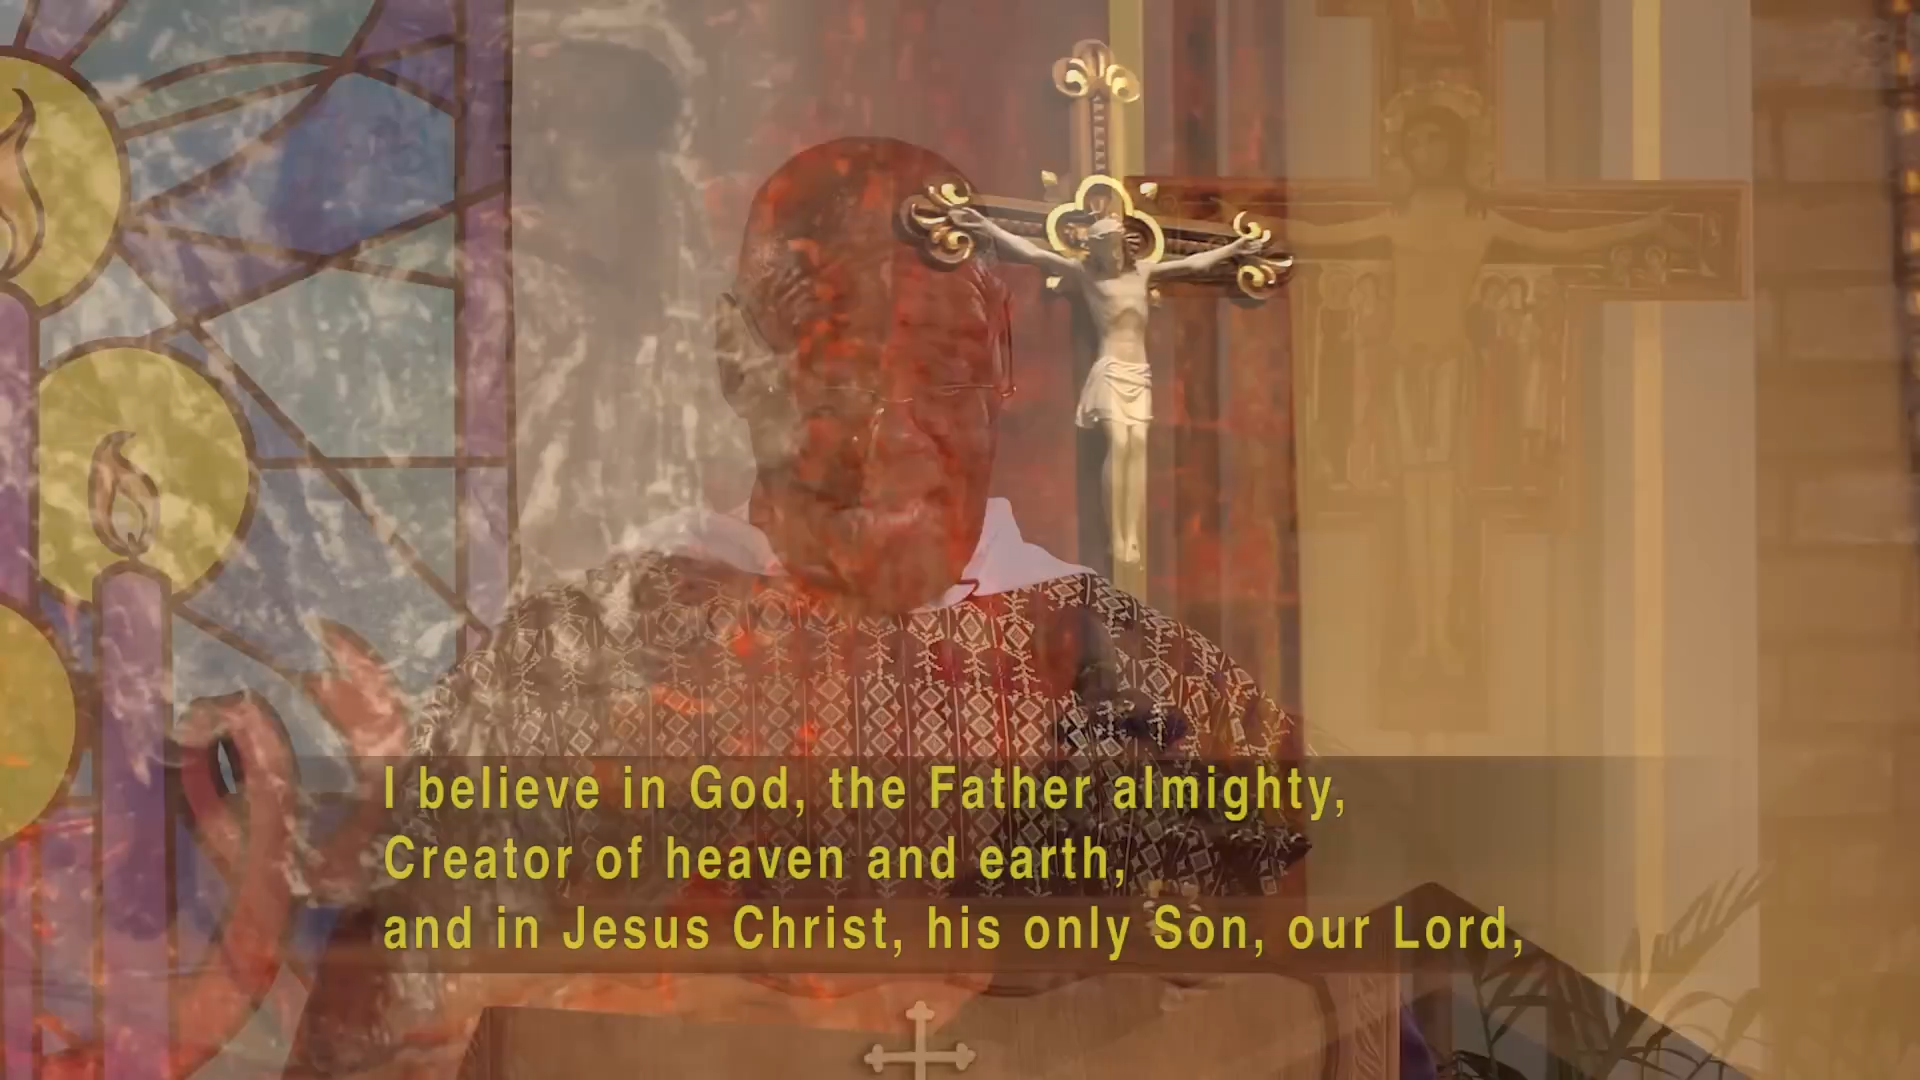 I believe in God, the Father almighty,
Creator of heaven and earth,
and in Jesus Christ, his only Son, our Lord,